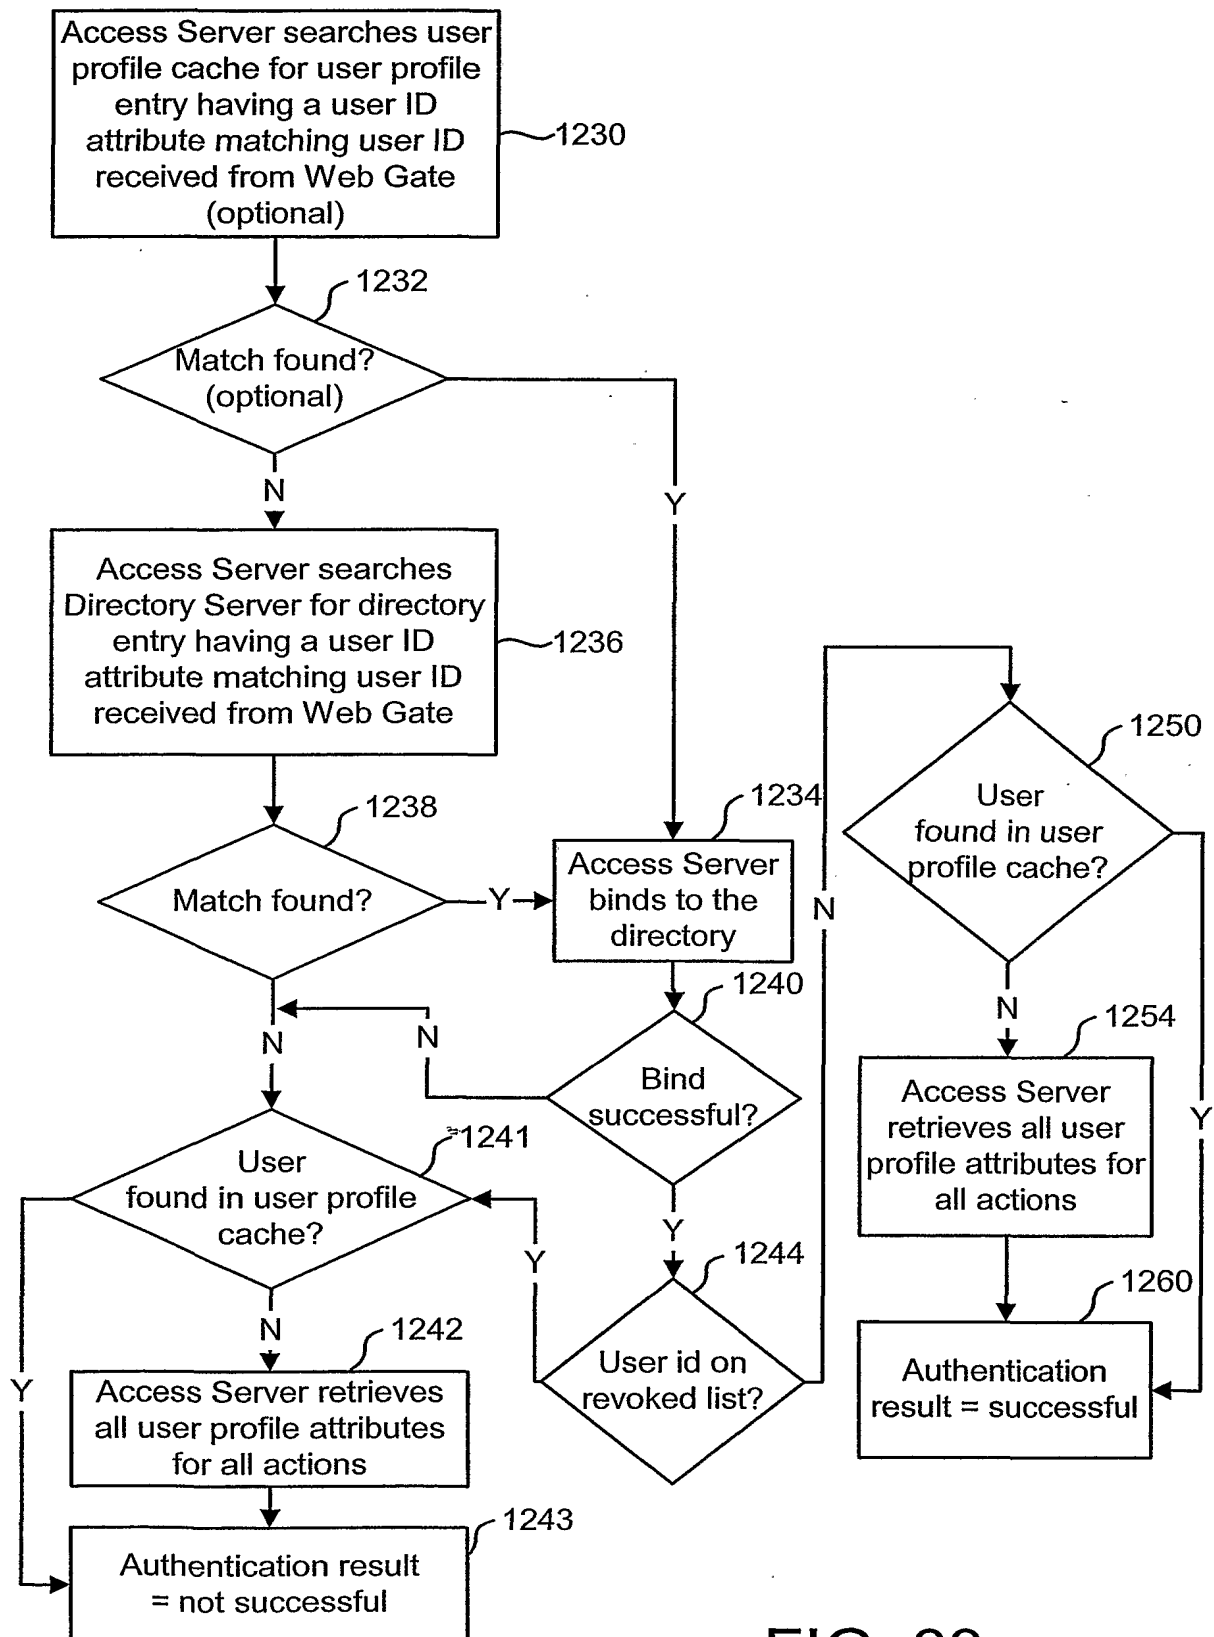 Access Server searches user
profile cache for user profile
entry having a user ID
attribute matching user ID
received from Web Gate
(optional)
1230
1232
Match found?
(optional)
N
Y
Access Server searches
Directory Server for directory
entry having a user ID
attribute matching user ID
received from Web Gate
1236
1238
Match found?
Y
1234
Access Server
binds to the
directory
N
1240
Bind
successful?
N
Y
1241
User
found in user profile
cache?
Y
N
1242
Access Server retrieves
all user profile attributes
for all actions
1243
Authentication result
= not successful
1244
User id on
revoked list?
Y
N
1250
User
found in user
profile cache?
N
Y
1254
Access Server
retrieves all user
profile attributes for
all actions
1260
Authentication
result = successful
FIG.